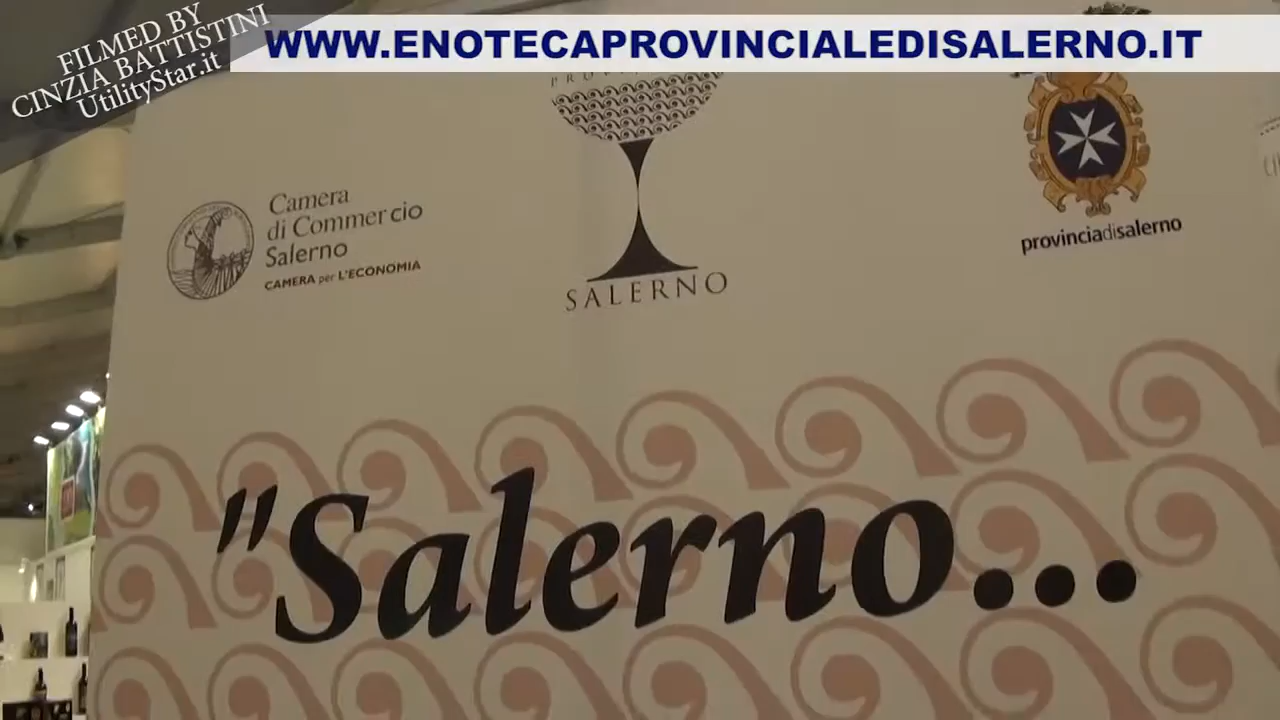 FILMED BY
CINZIA BATTISTINI
UtilityStar.it
WWW.ENOTECAPROVINCIALEDISALERNO.IT
Camera
di Commercio
Salerno
CAMERA per L'ECONOMIA
SALERNO
provinciadisalerno
"Salerno...